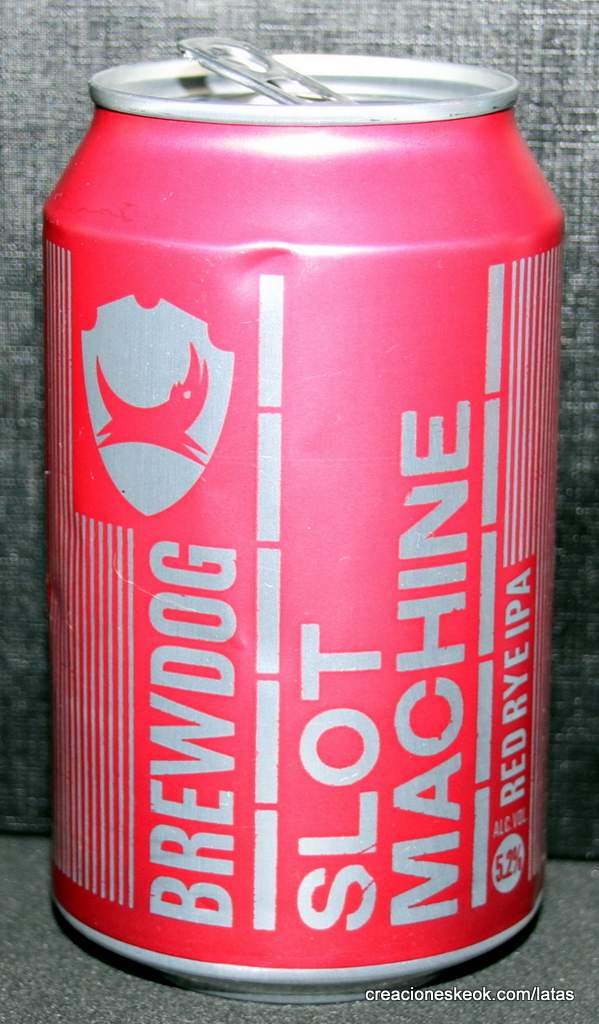 BREWDOG
SLOT
MACHINE
RED RYE IPA
ALC. VOL.
5.2%
creacioneskeok.com/latas